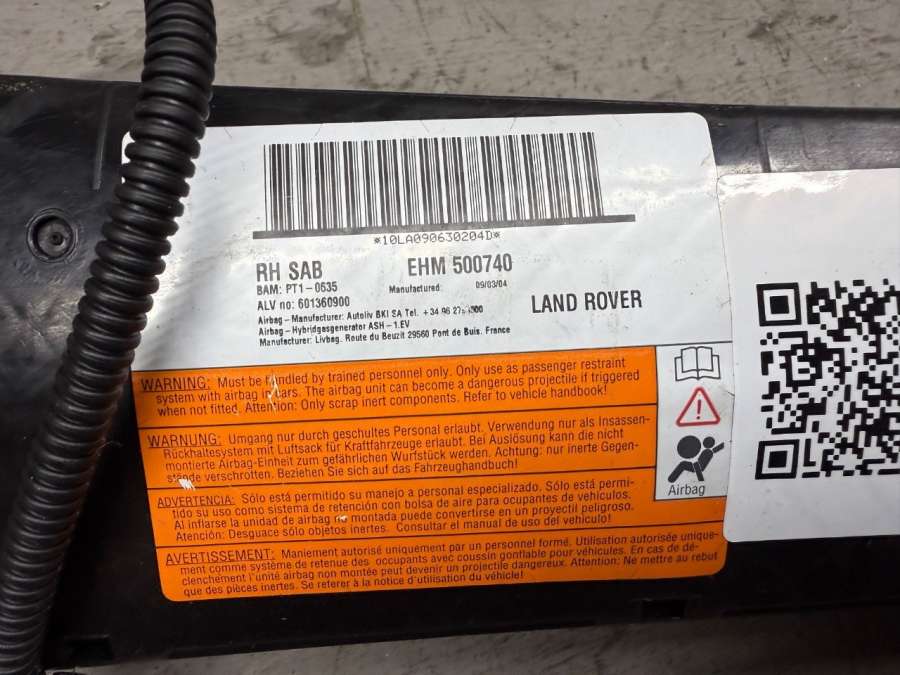 *10LA090630204D*
RH SAB
EHM 500740
BAM: PT1-0635
Manufactured: 09/03/04
ALV no: 601360900
LAND ROVER
Airbag - Manufacturer: Autoliv BKI SA Tel. + 34 96
Airbag - Hybridgasgenerator ASH - 1.EV
Manufacturer: Livbag. Route du Beuzit 29560 Pont de Buis. France
WARNING: Must be handled by trained personnel only. Only use as passenger restraint
system with airbag in cars. The airbag unit can become a dangerous projectile if triggered
when not fitted. Attention: Only scrap inert components. Refer to vehicle handbook!
WARNUNG: Umgang nur durch geschultes Personal erlaubt. Verwendung nur als Insassen-
Rückhaltesystem mit Luftsack für Kraftfahrzeuge erlaubt. Bei Auslösung kann die nicht
montierte Airbag-Einheit zum gefährlichen Wurfstück werden. Achtung: nur inerte Gegen-
stände verschrotten. Beziehen Sie sich auf das Fahrzeughandbuch!
ADVERTENCIA: Sólo está permitido su manejo a personal especializado. Sólo está permi-
tido su uso como sistema de retención con bolsa de aire para ocupantes de vehículos.
Al inflarse la unidad de airbag no montada puede convertirse en un proyectil peligroso.
Atención: Desguace sólo objetos inertes. Consultar el manual de uso del vehículo!
AVERTISSEMENT: Maniement autorisé uniquement par un personnel formé. Utilisation autorisée unique-
ment comme système de retenue des occupants avec coussin gonflable pour véhicules. En cas de dé-
clenchement l'unité airbag non montée peut devenir un projectile dangereux. Attention: Ne mettre au rebut
que des pièces inertes. Se referer à la notice d'utilisation du véhicle!
Airbag